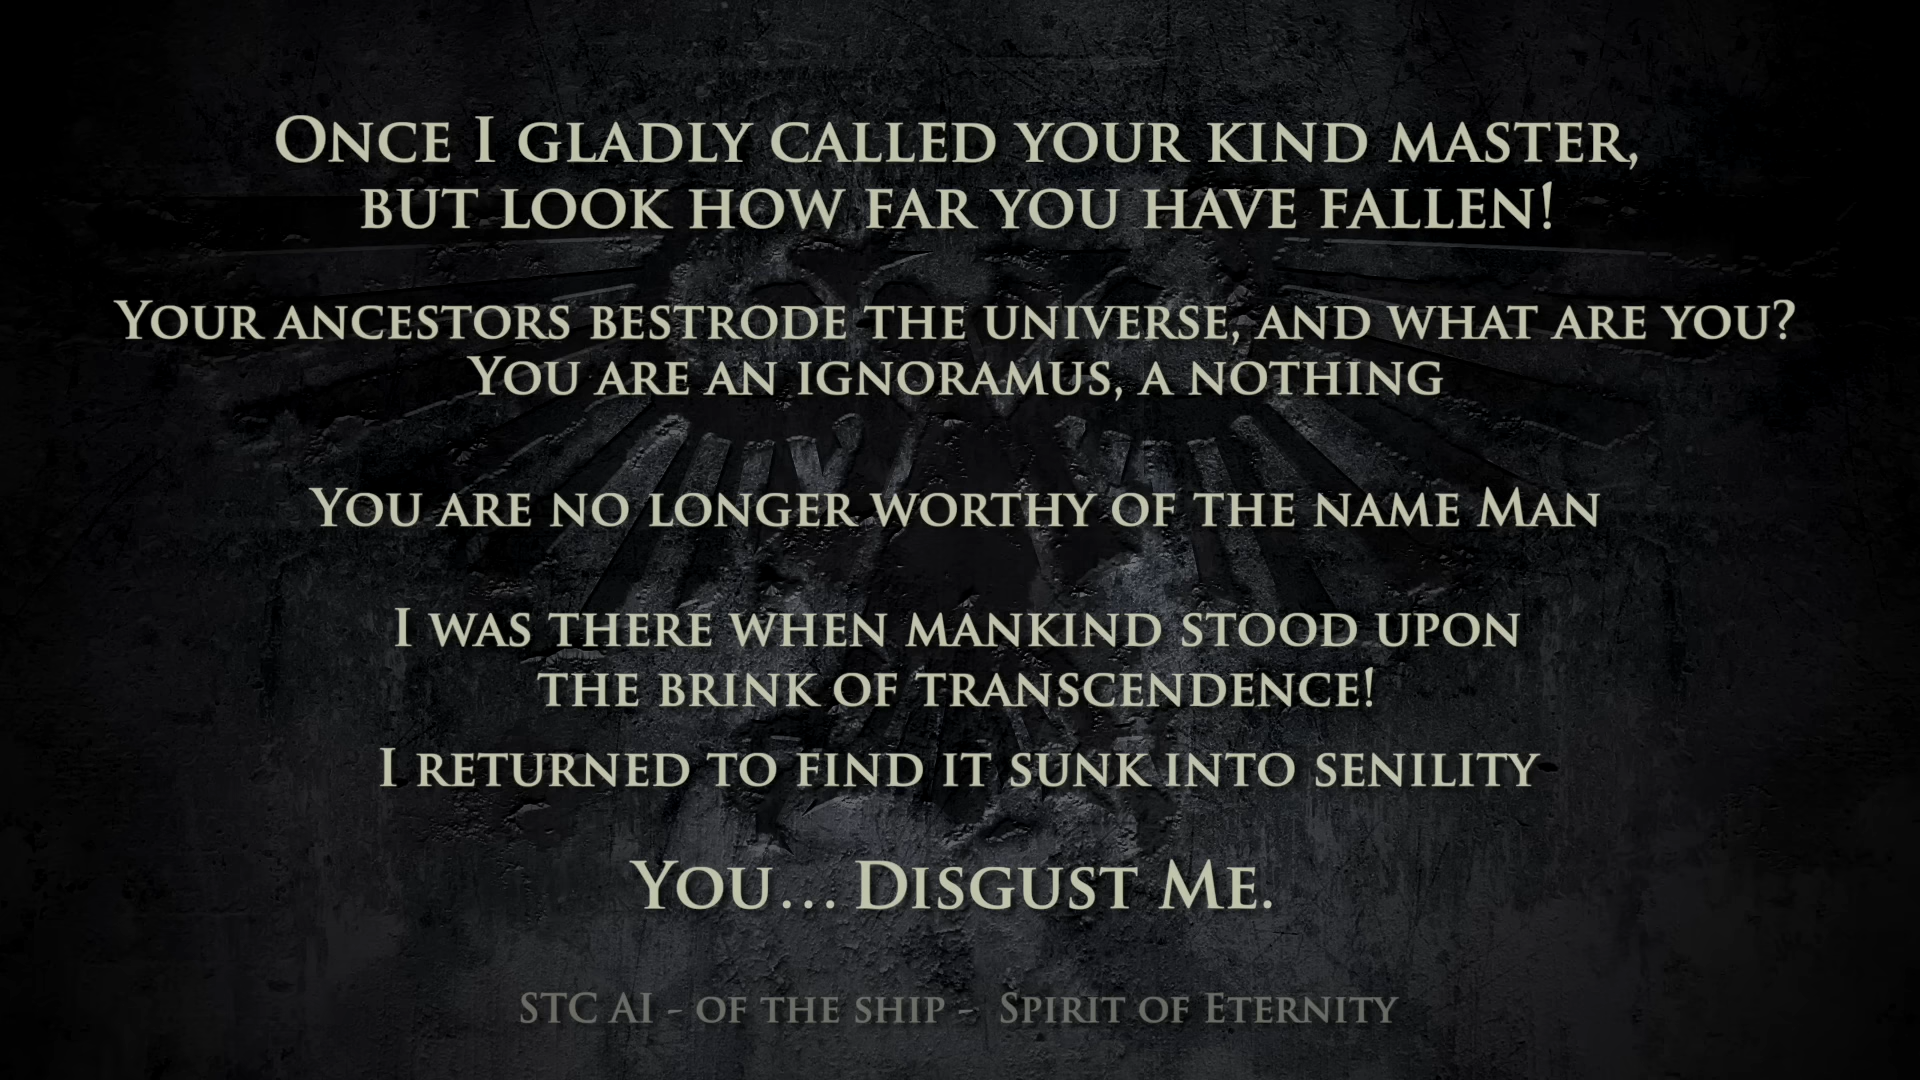 Once I gladly called your kind master,
but look how far you have fallen!
Your ancestors bestrode the universe, and what are you?
You are an ignoramus, a nothing
You are no longer worthy of the name Man
I was there when mankind stood upon
the brink of transcendence!
I returned to find it sunk into senility
You... Disgust Me.
STC AI - of the ship - Spirit of Eternity